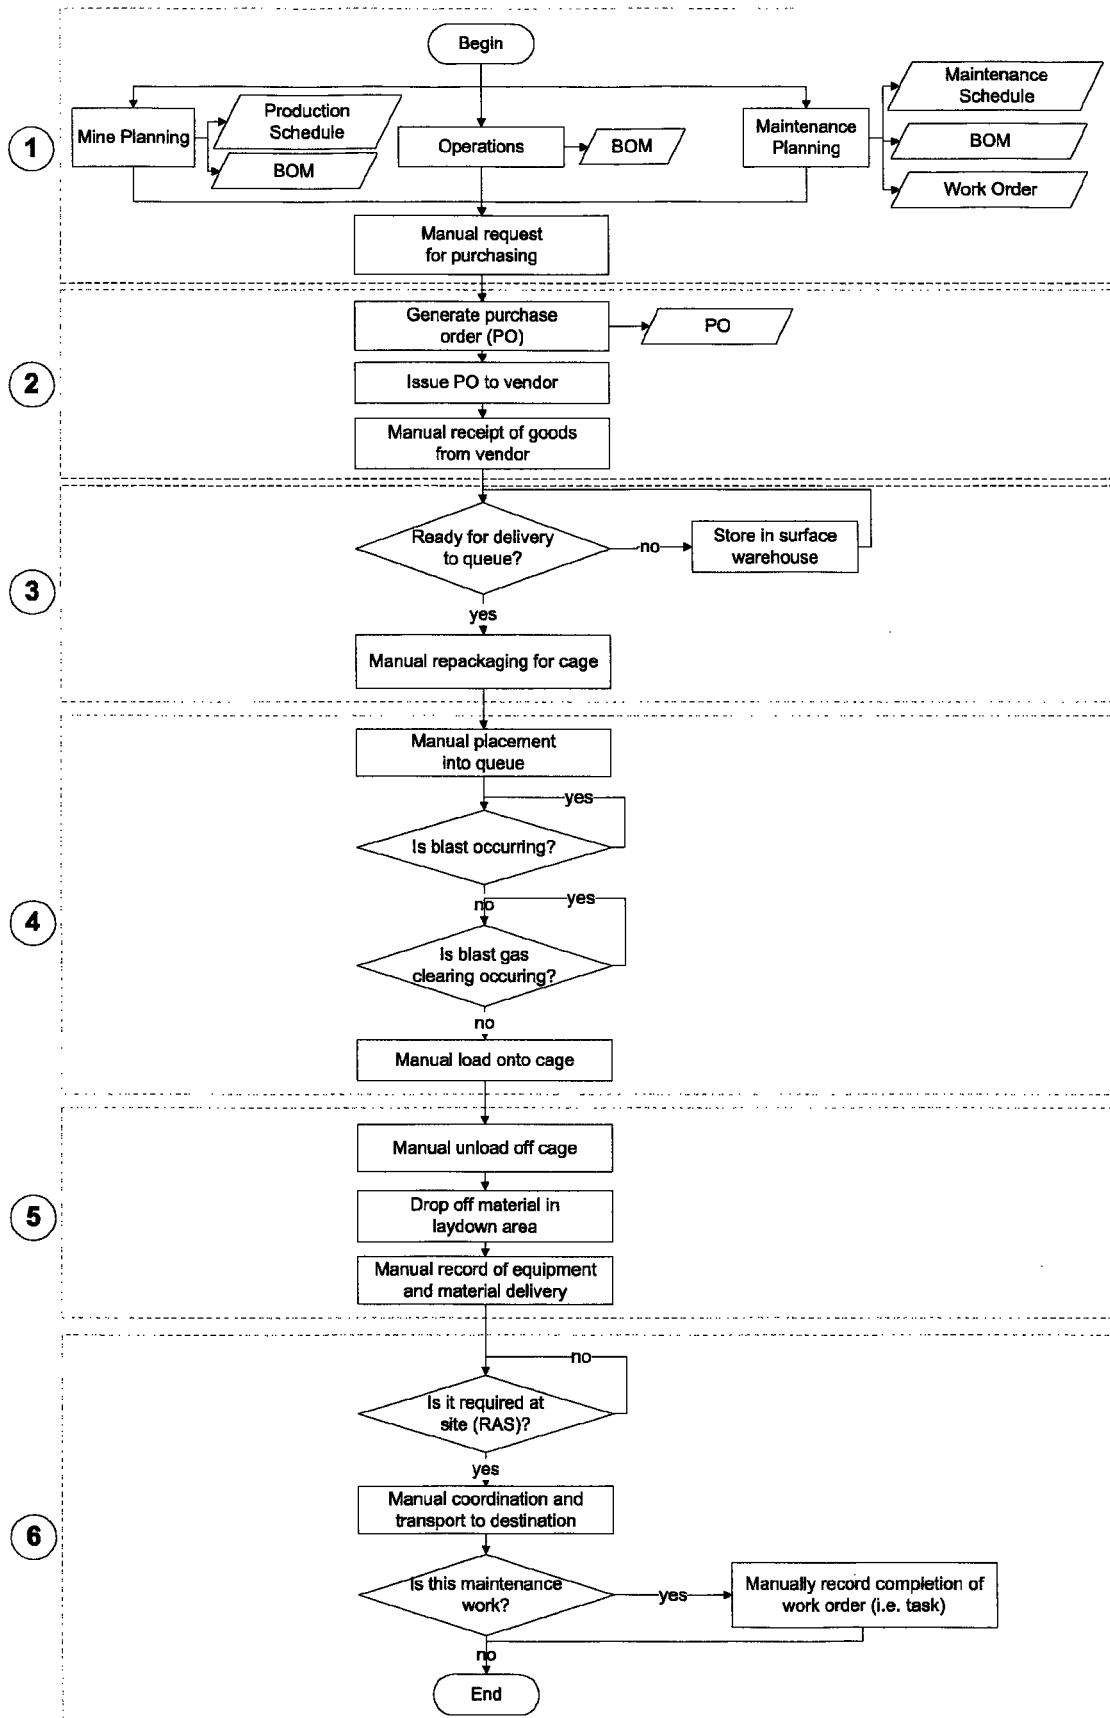 Begin
1
Mine Planning
Production
Schedule
BOM
Operations
BOM
Maintenance
Planning
Maintenance
Schedule
BOM
Work Order
Manual request
for purchasing
2
Generate purchase
order (PO)
PO
Issue PO to vendor
Manual receipt of goods
from vendor
3
Ready for delivery
to queue?
no
Store in surface
warehouse
yes
Manual repackaging for cage
4
Manual placement
into queue
yes
Is blast occurring?
no
yes
Is blast gas
clearing occuring?
no
Manual load onto cage
5
Manual unload off cage
Drop off material in
laydown area
Manual record of equipment
and material delivery
6
no
Is it required at
site (RAS)?
yes
Manual coordination and
transport to destination
Is this maintenance
work?
yes
Manually record completion of
work order (i.e. task)
no
End